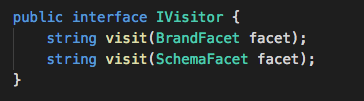 public interface IVisitor {
    string visit(BrandFacet facet);
    string visit(SchemaFacet facet);
}